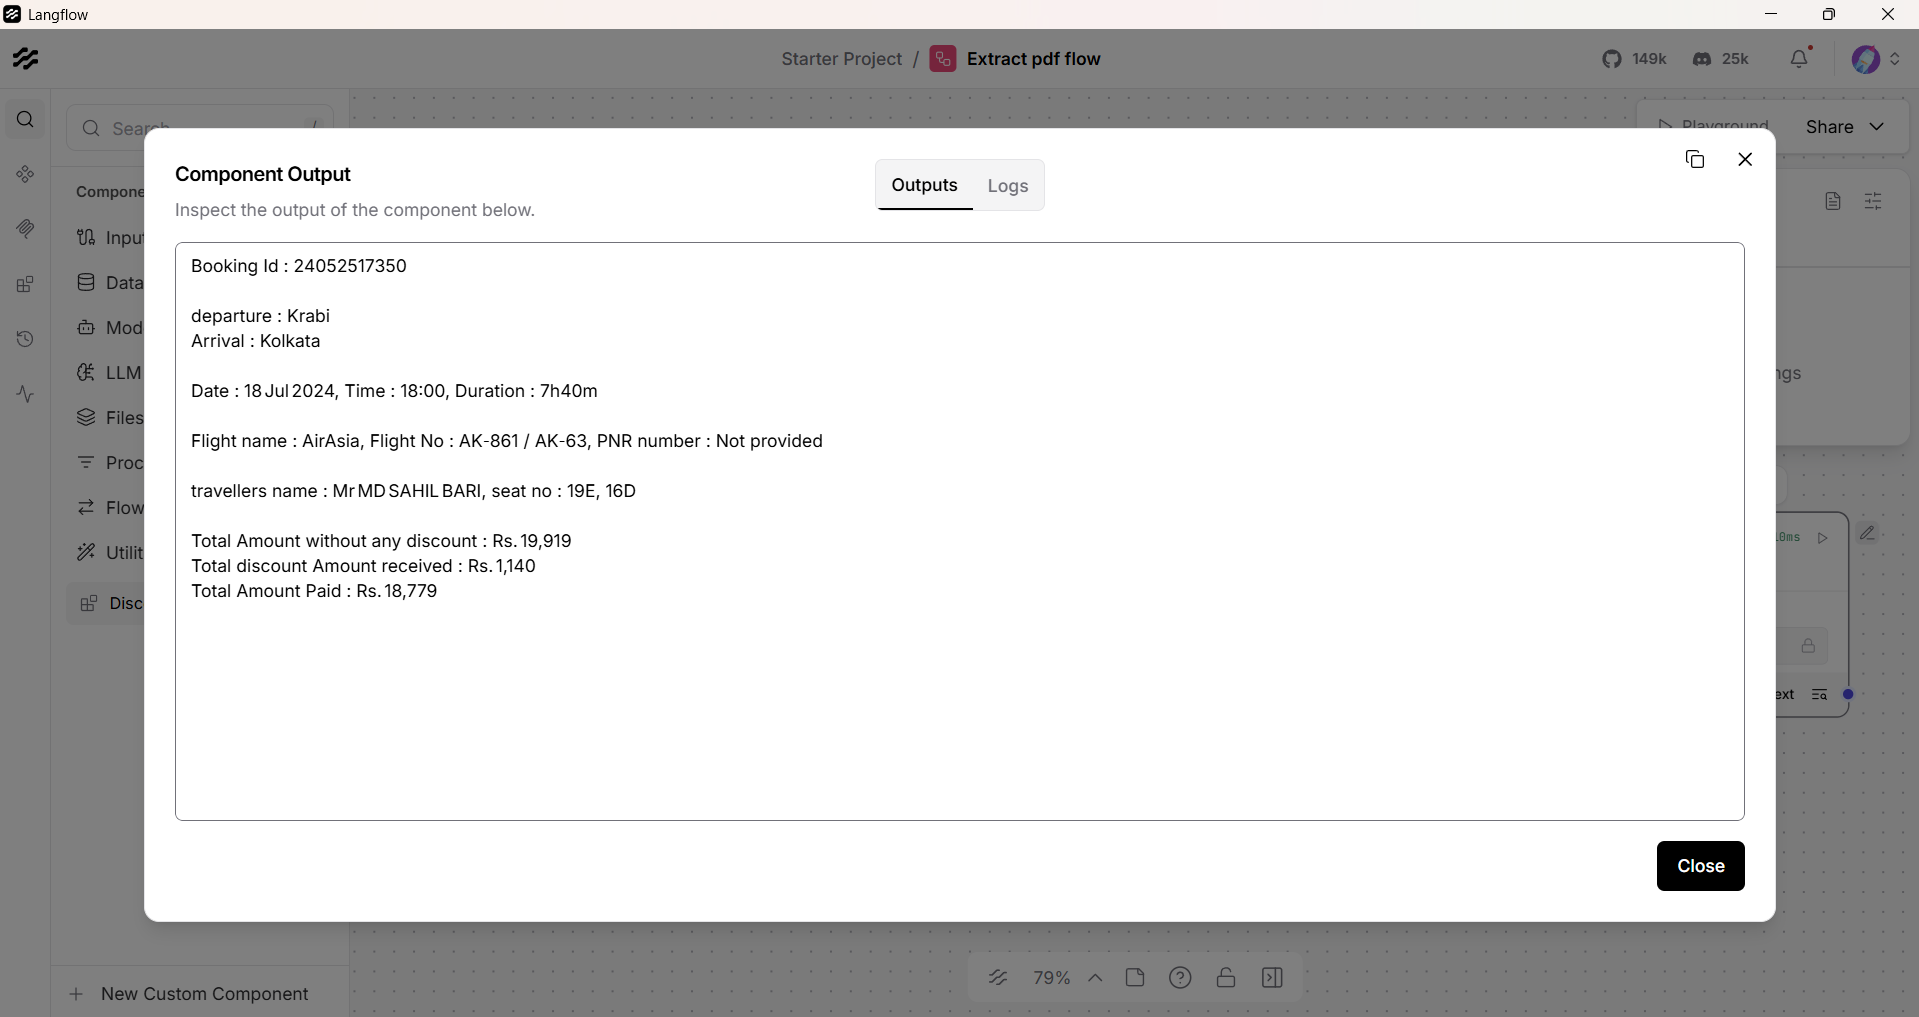 Langflow
Starter Project / Extract pdf flow
149k 25k
Search /
Playground Share
Component Output
Inspect the output of the component below.
Outputs Logs
Compone
Inpu
Data
Mod
LLM
Files
Proc
Flow
Utilit
Disc
Booking Id : 24052517350
departure : Krabi
Arrival : Kolkata
Date : 18 Jul 2024, Time : 18:00, Duration : 7h40m
Flight name : AirAsia, Flight No : AK-861 / AK-63, PNR number : Not provided
travellers name : Mr MD SAHIL BARI, seat no : 19E, 16D
Total Amount without any discount : Rs. 19,919
Total discount Amount received : Rs. 1,140
Total Amount Paid : Rs. 18,779
ngs
ext
Close
79%
New Custom Component